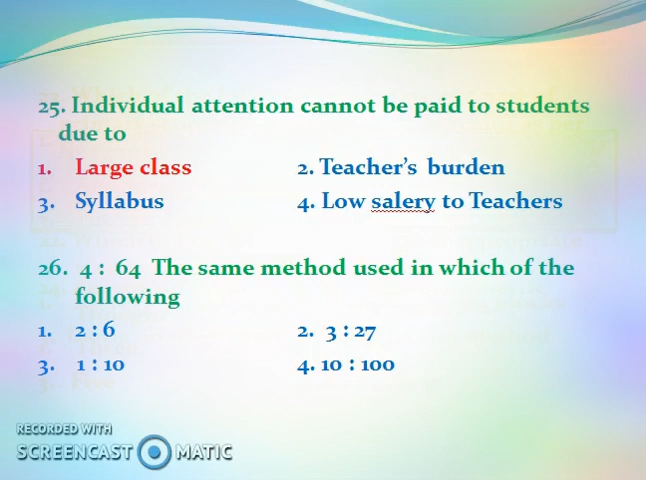 25. Individual attention cannot be paid to students
due to
1. Large class 2. Teacher's burden
3. Syllabus 4. Low salery to Teachers
26. 4 : 64 The same method used in which of the
following
1. 2 : 6 2. 3 : 27
3. 1 : 10 4. 10 : 100
RECORDED WITH
SCREENCAST MATIC